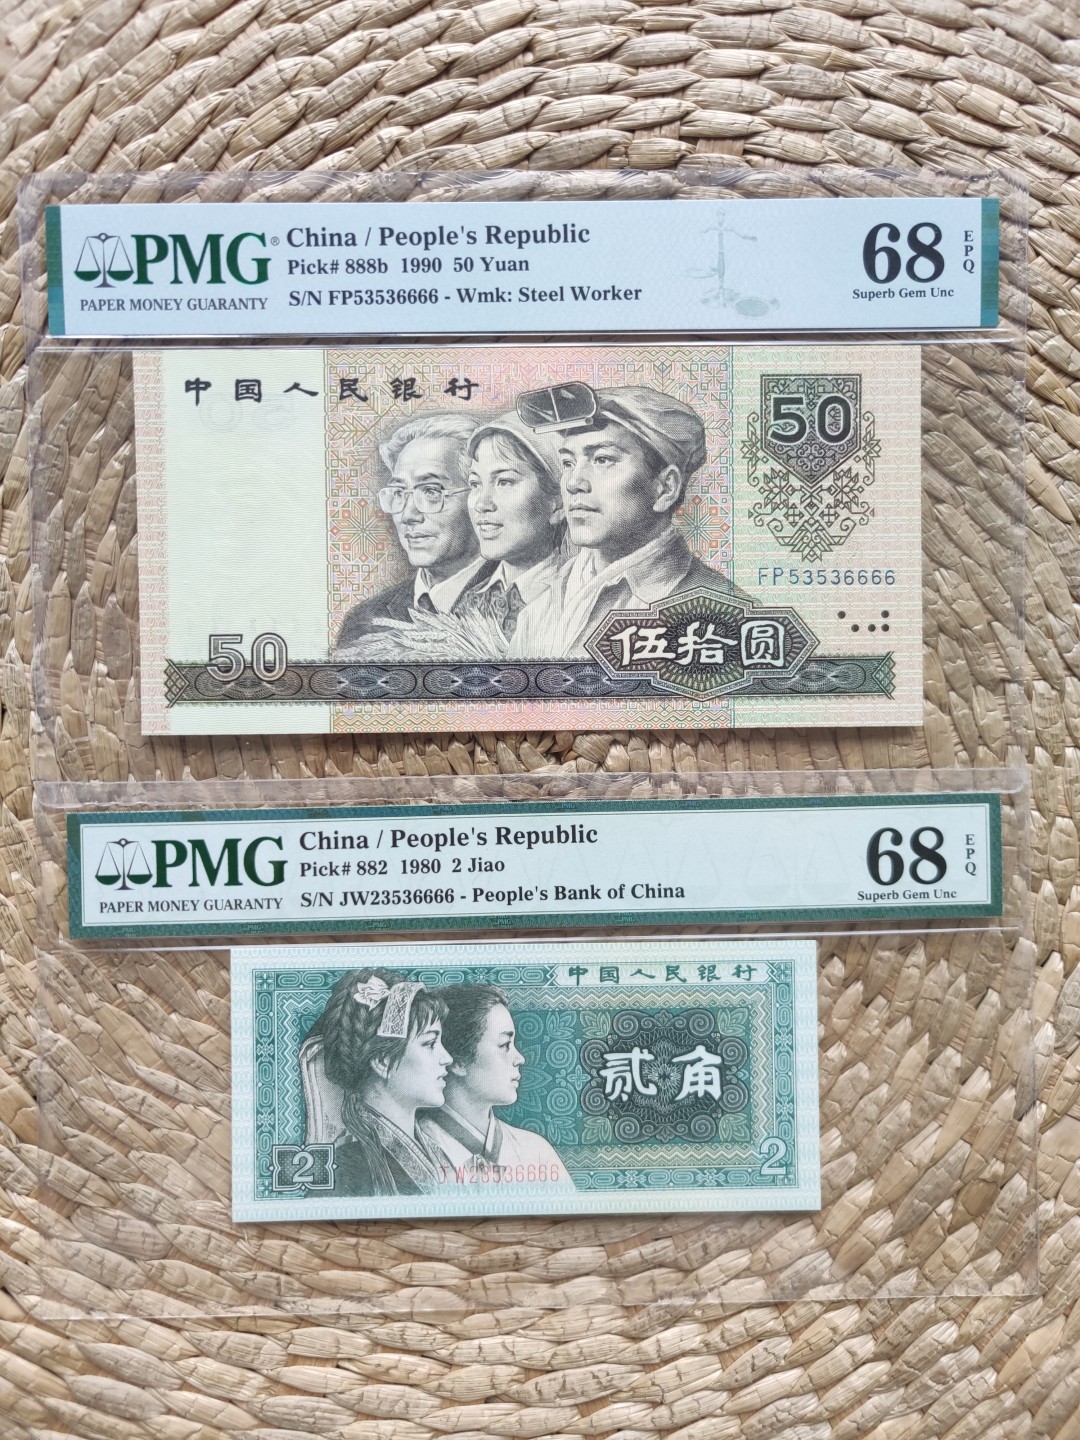 PMG®
PAPER MONEY GUARANTY
China / People's Republic
Pick# 888b 1990 50 Yuan
S/N FP53536666 - Wmk: Steel Worker
68
EPQ
Superb Gem Unc
中国人民银行
50
FP53536666
50
伍拾圆
PMG
PAPER MONEY GUARANTY
China / People's Republic
Pick# 882 1980 2 Jiao
S/N JW23536666 - People's Bank of China
68
EPQ
Superb Gem Unc
中国人民银行
贰角
2
JW23536666
2